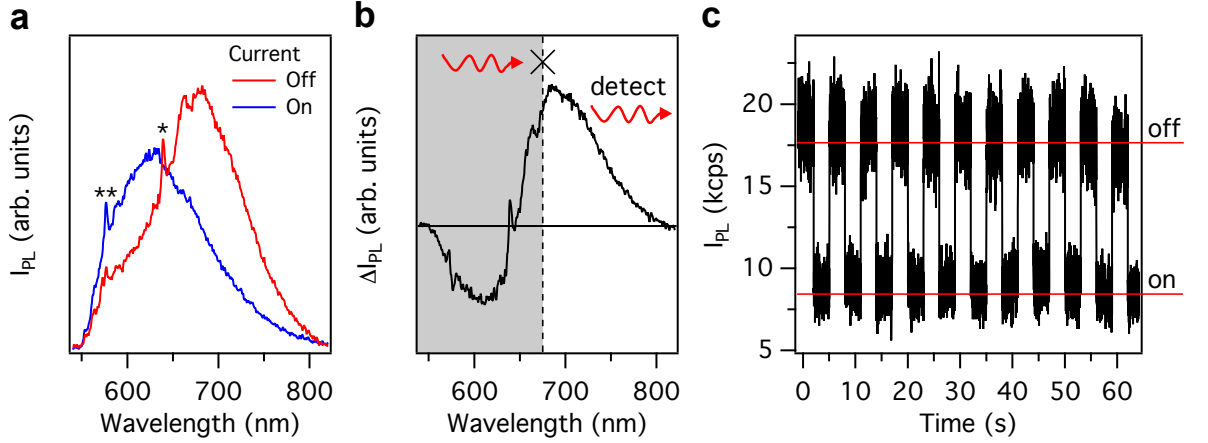 a
I_PL (arb. units)
Current
Off
On
*
**
600 700 800
Wavelength (nm)
b
ΔI_PL (arb. units)
detect
600 700 800
Wavelength (nm)
c
I_PL (kcps)
20
15
10
5
off
on
0 10 20 30 40 50 60
Time (s)